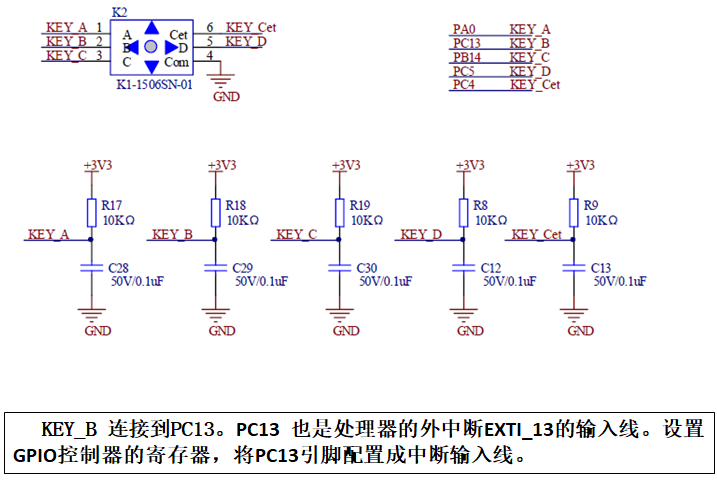 K2
KEY_A 1 A Cet 6 KEY_Cet
KEY_B 2 B D 5 KEY_D
KEY_C 3 C Com 4
K1-1506SN-01
GND
PA0 KEY_A
PC13 KEY_B
PB14 KEY_C
PC5 KEY_D
PC4 KEY_Cet
+3V3 +3V3 +3V3 +3V3 +3V3
R17 R18 R19 R8 R9
10KΩ 10KΩ 10KΩ 10KΩ 10KΩ
KEY_A KEY_B KEY_C KEY_D KEY_Cet
C28 C29 C30 C12 C13
50V/0.1uF 50V/0.1uF 50V/0.1uF 50V/0.1uF 50V/0.1uF
GND GND GND GND GND
KEY_B 连接到PC13。PC13 也是处理器的外中断EXTI_13的输入线。设置
GPIO控制器的寄存器，将PC13引脚配置成中断输入线。